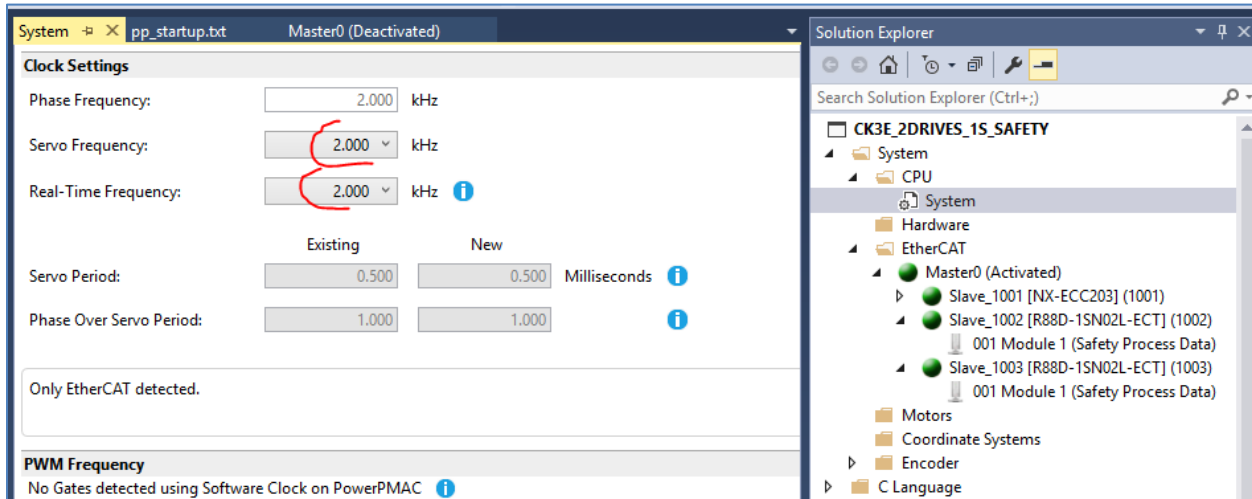 System
pp_startup.txt
Master0 (Deactivated)
Clock Settings
Phase Frequency: 2.000 kHz
Servo Frequency: 2.000 kHz
Real-Time Frequency: 2.000 kHz
Existing New
Servo Period: 0.500 0.500 Milliseconds
Phase Over Servo Period: 1.000 1.000
Only EtherCAT detected.
PWM Frequency
No Gates detected using Software Clock on PowerPMAC
Solution Explorer
Search Solution Explorer (Ctrl+;)
CK3E_2DRIVES_1S_SAFETY
System
CPU
System
Hardware
EtherCAT
Master0 (Activated)
Slave_1001 [NX-ECC203] (1001)
Slave_1002 [R88D-1SN02L-ECT] (1002)
001 Module 1 (Safety Process Data)
Slave_1003 [R88D-1SN02L-ECT] (1003)
001 Module 1 (Safety Process Data)
Motors
Coordinate Systems
Encoder
C Language